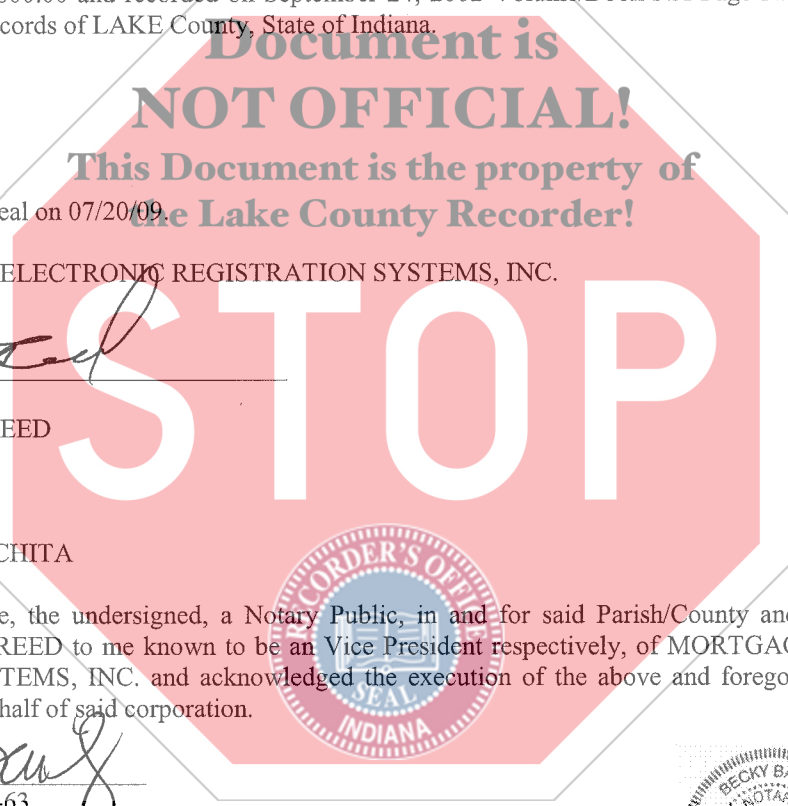 Document is
cords of LAKE County, State of Indiana.
NOT OFFICIAL!
This Document is the property of
eal on 07/20/09.
the Lake County Recorder!
ELECTRONIC REGISTRATION SYSTEMS, INC.
STOP
EED
CHITA
RECORDER'S OFFICE
SEAL
INDIANA
e, the undersigned, a Notary Public, in and for said Parish/County and
REED to me known to be an Vice President respectively, of MORTGAG
TEMS, INC. and acknowledged the execution of the above and forego
half of said corporation.
63
BECKY BA